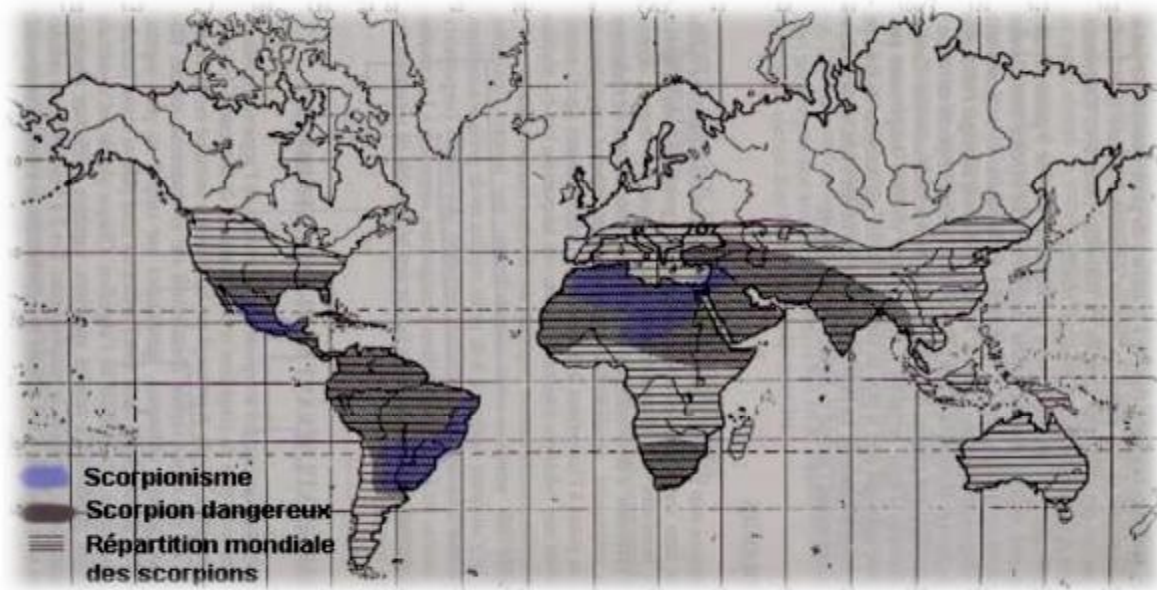 Scorpionisme
Scorpion dangereux
Répartition mondiale
des scorpions